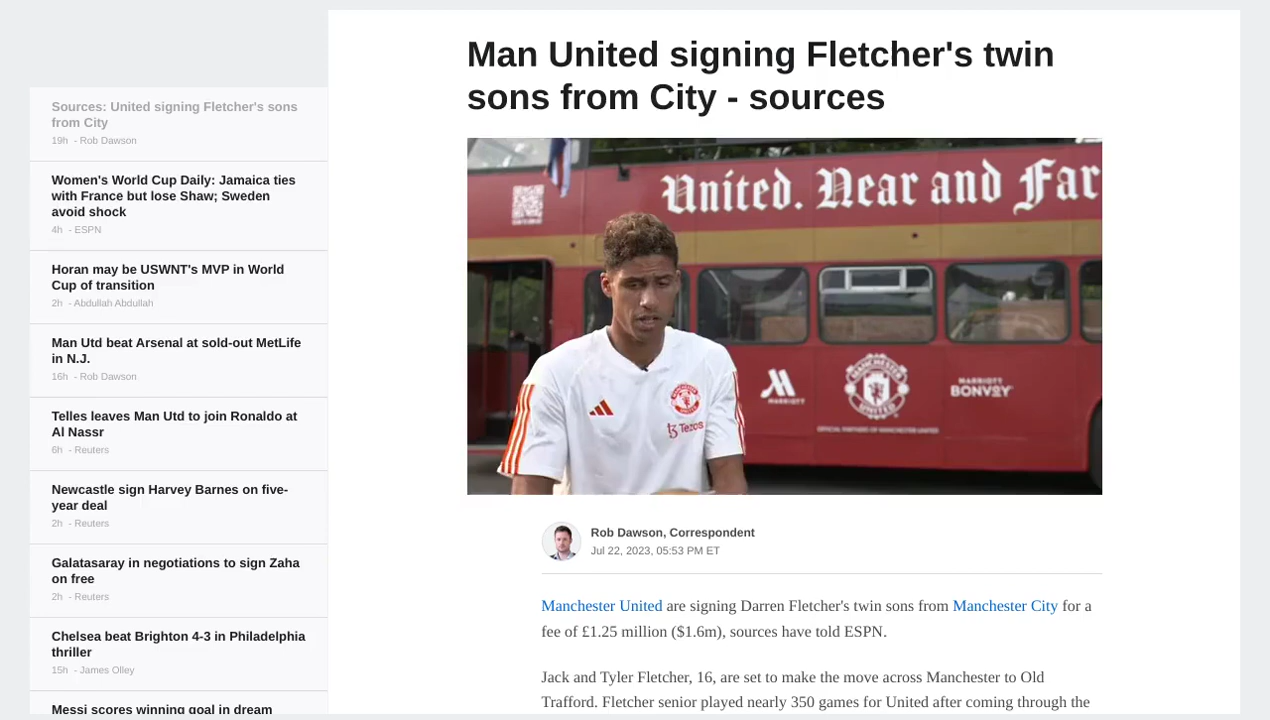 Man United signing Fletcher's twin
sons from City - sources
Sources: United signing Fletcher's sons
from City
19h - Rob Dawson
Women's World Cup Daily: Jamaica ties
with France but lose Shaw; Sweden
avoid shock
4h - ESPN
Horan may be USWNT's MVP in World
Cup of transition
2h - Abdullah Abdullah
Man Utd beat Arsenal at sold-out MetLife
in N.J.
16h - Rob Dawson
Telles leaves Man Utd to join Ronaldo at
Al Nassr
6h - Reuters
Newcastle sign Harvey Barnes on five-
year deal
2h - Reuters
Galatasaray in negotiations to sign Zaha
on free
2h - Reuters
Chelsea beat Brighton 4-3 in Philadelphia
thriller
15h - James Olley
Messi scores winning goal in dream
United. Near and Far
MANCHESTER
UNITED
MARRIOTT
MARRIOTT
BONVOY
OFFICIAL PARTNERS OF MANCHESTER UNITED
Tezos
Rob Dawson, Correspondent
Jul 22, 2023, 05:53 PM ET
Manchester United are signing Darren Fletcher's twin sons from Manchester City for a
fee of £1.25 million ($1.6m), sources have told ESPN.
Jack and Tyler Fletcher, 16, are set to make the move across Manchester to Old
Trafford. Fletcher senior played nearly 350 games for United after coming through the